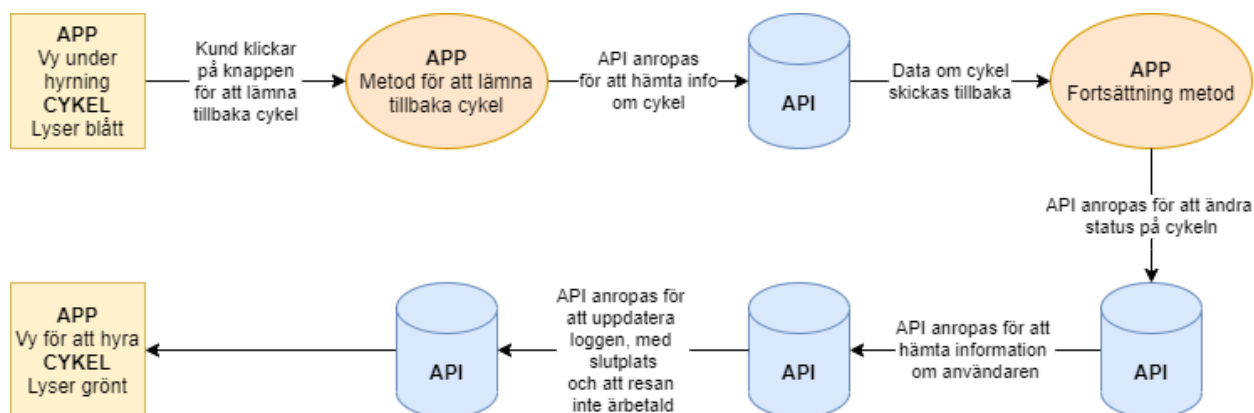 APP
Vy under
hyrning
CYKEL
Lyser blått
Kund klickar
på knappen
för att lämna
tillbaka cykel
APP
Metod för att lämna
tillbaka cykel
API anropas
för att hämta info
om cykel
API
Data om cykel
skickas tillbaka
APP
Fortsättning metod
API anropas för att ändra
status på cykeln
API
API anropas för att
hämta information
om användaren
API
API anropas för
att uppdatera
loggen, med
slutplats
och att resan
inte ärbetald
API
APP
Vy för att hyra
CYKEL
Lyser grönt